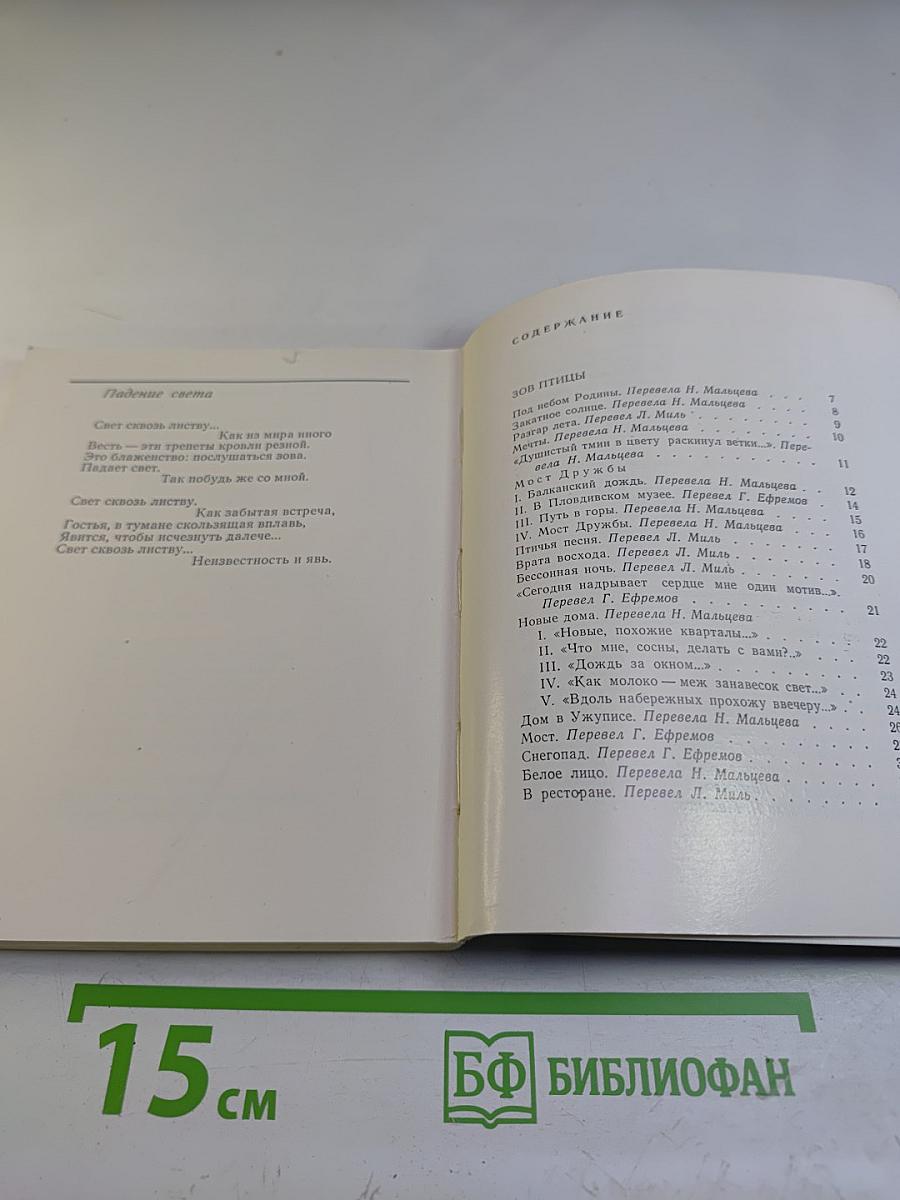 Падение света
Свет сквозь листву...
Как из мира иного
Весть — эти трепеты кровли резной.
Это блаженство: послушаться зова.
Падает свет.
Так побудь же со мной.
Свет сквозь листву.
Как забытая встреча,
Гостья, в тумане скользящая вплавь,
Явится, чтобы исчезнуть далече...
Свет сквозь листву...
Неизвестность и явь.
СОДЕРЖАНИЕ
ЗОВ ПТИЦЫ
Под небом Родины. Перевела Н. Мальцева . . . 7
Закатное солнце. Перевела Н. Мальцева . . . . 8
Разгар лета. Перевела Л. Миль . . . . . . . 9
Мечты. Перевела Н. Мальцева . . . . . . . 10
«Душистый тмин в цвету раскинул ветки...». Пере-
вела Н. Мальцева . . . . . . . . . . . 11
Мост Дружбы
I. Балканский дождь. Перевела Н. Мальцева . . 12
II. В Пловдивском музее. Перевел Г. Ефремов . 14
III. Путь в горы. Перевела Н. Мальцева . . . . 15
IV. Мост Дружбы. Перевела Н. Мальцева . . . . 16
Птичья песня. Перевела Л. Миль . . . . . . . 17
Врата восхода. Перевела Л. Миль . . . . . . . 18
Бессонная ночь. Перевела Л. Миль . . . . . . . 20
«Сегодня надрывает сердце мне один мотив...».
Перевел Г. Ефремов . . . . . . . . . . . 21
Новые дома. Перевела Н. Мальцева
I. «Новые, похожие кварталы...» . . . . . . . 22
II. «Что мне, сосны, делать с вами?..» . . . . 22
III. «Дождь за окном...» . . . . . . . . . . 23
IV. «Как молоко — меж занавесок свет...» . . . 24
V. «Вдоль набережных прохожу ввечеру...» . . . 24
Дом в Ужуписе. Перевела Н. Мальцева . . . . . 26
Мост. Перевел Г. Ефремов . . . . . . . . .
Снегопад. Перевел Г. Ефремов . . . . . . . .
Белое лицо. Перевела Н. Мальцева . . . . . .
В ресторане. Перевела Л. Миль . . . . . . . .
15 см
БФ БИБЛИОФАН